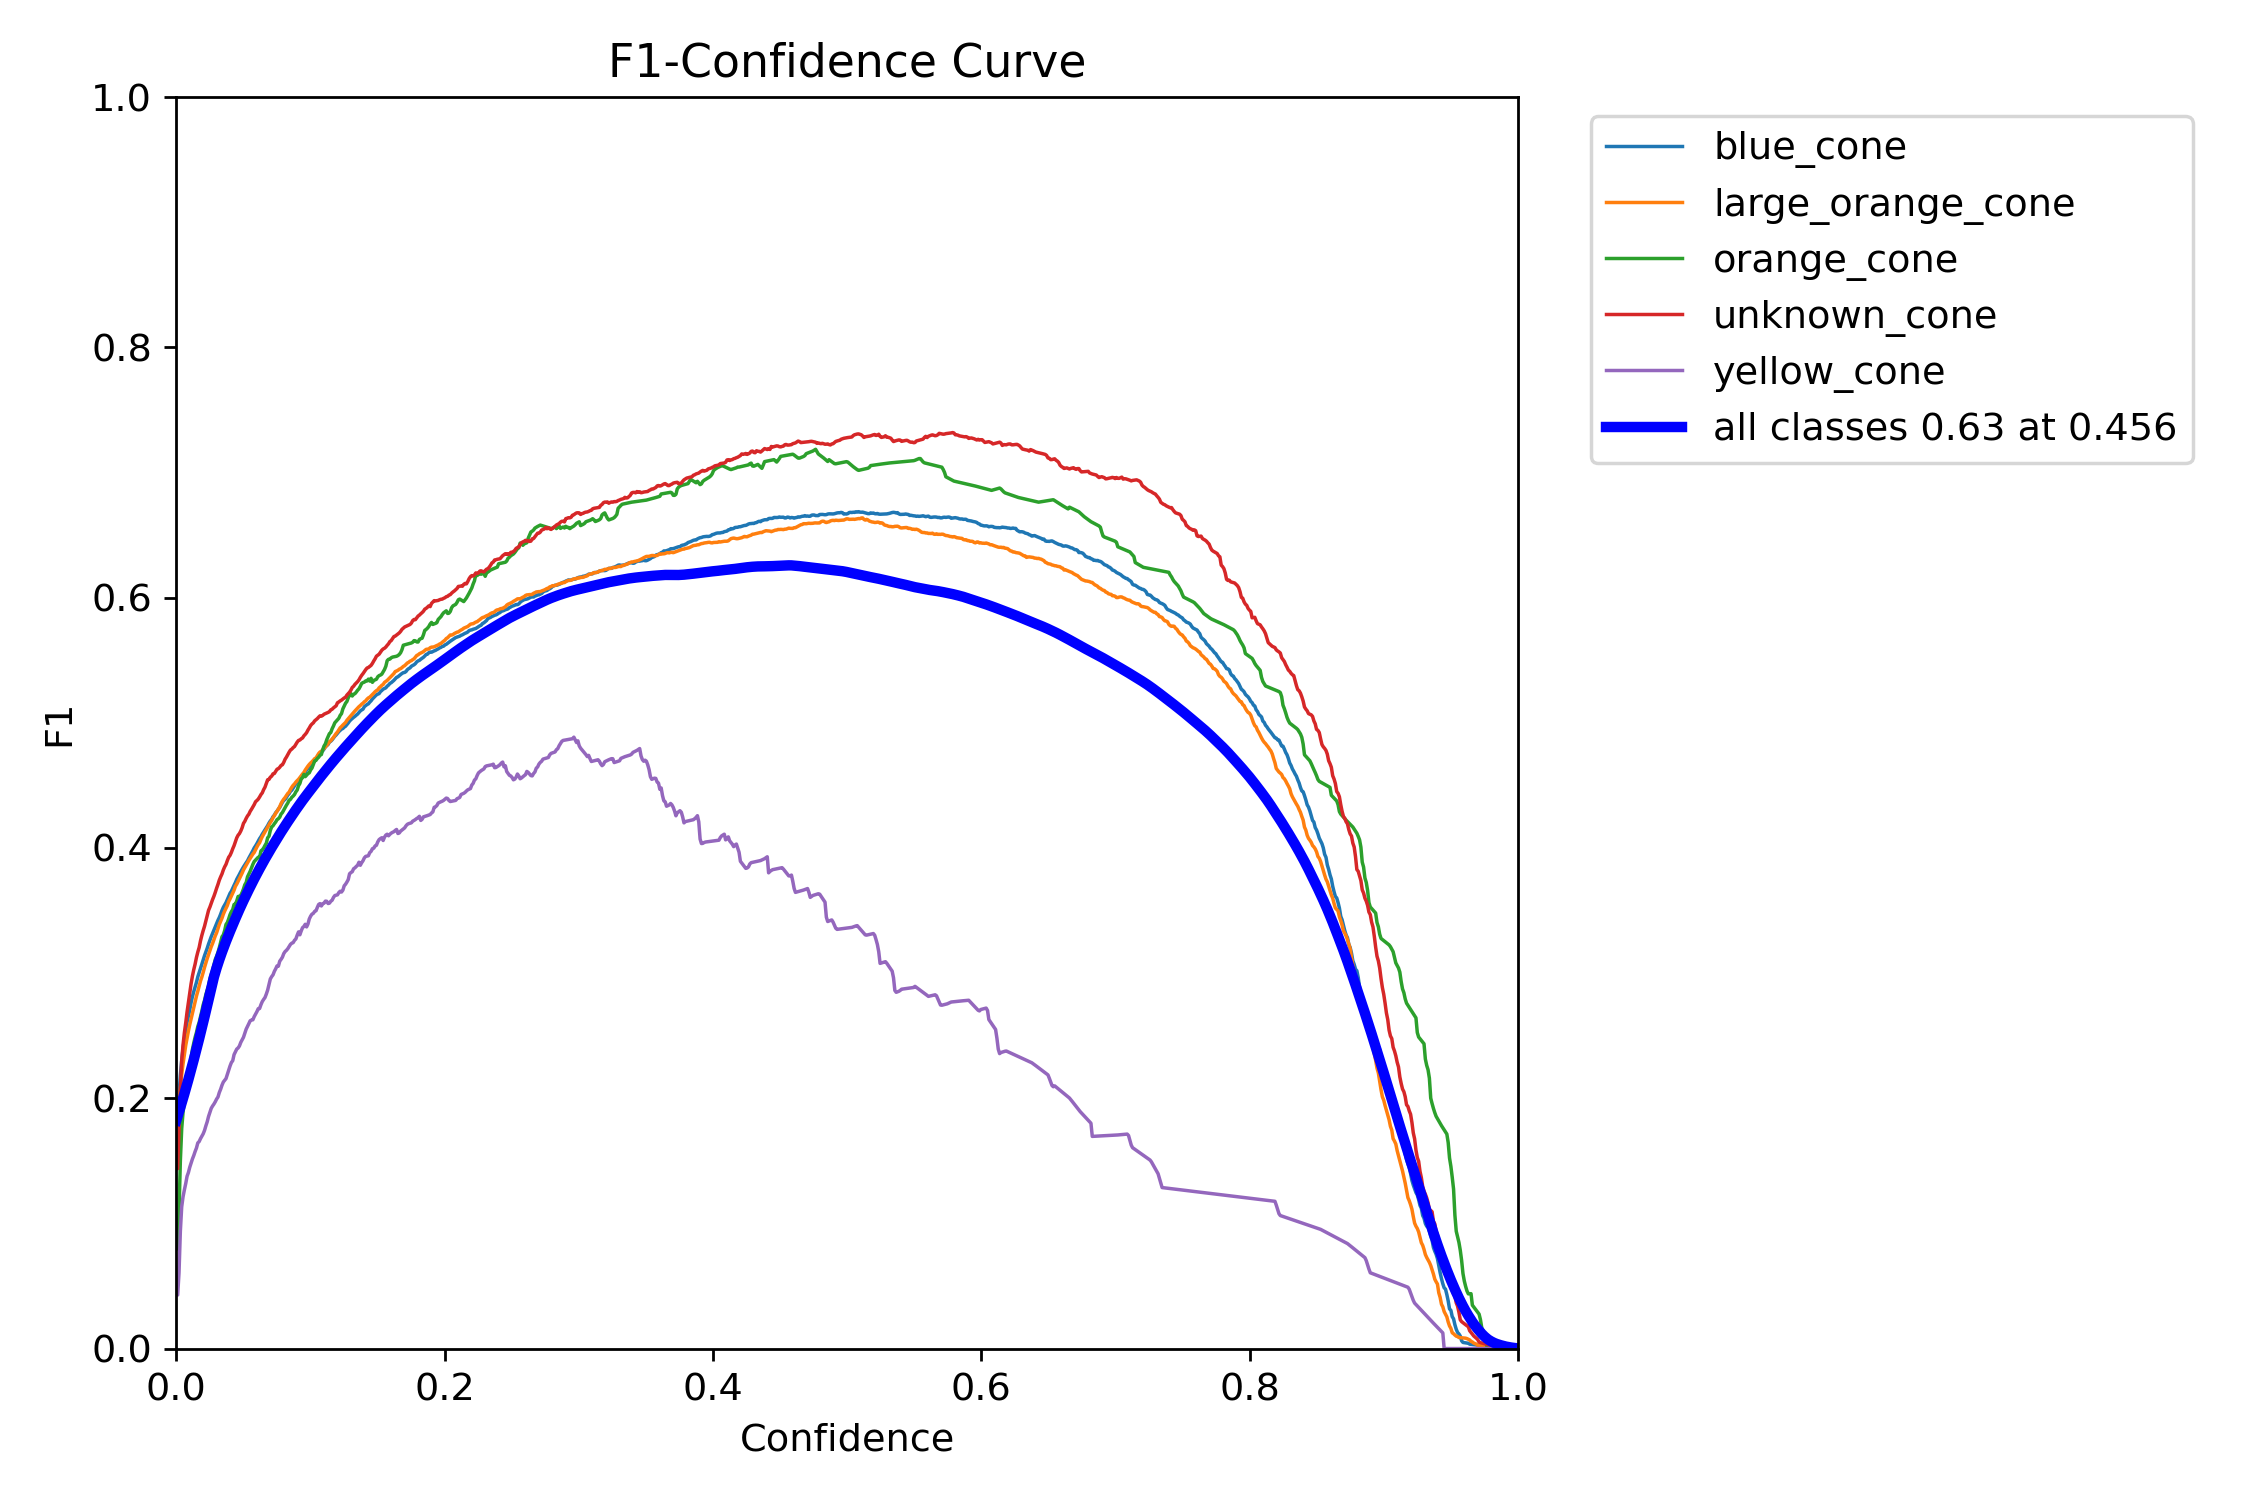 F1-Confidence Curve
1.0
0.8
0.6
0.4
0.2
0.0
F1
0.0 0.2 0.4 0.6 0.8 1.0
Confidence
blue_cone
large_orange_cone
orange_cone
unknown_cone
yellow_cone
all classes 0.63 at 0.456